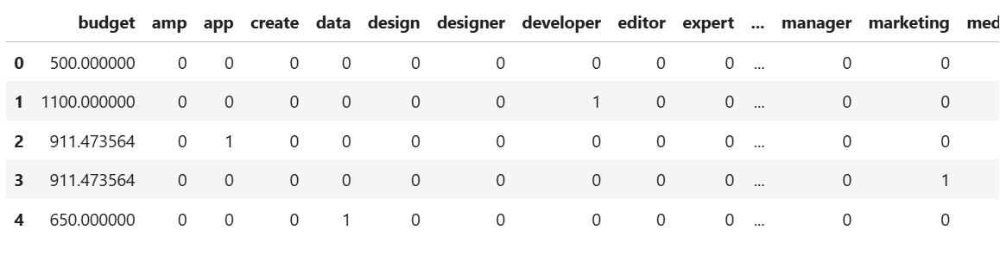 budget amp app create data design designer developer editor expert ... manager marketing med
0 500.000000 0 0 0 0 0 0 0 0 0 ... 0 0
1 1100.000000 0 0 0 0 0 0 1 0 0 ... 0 0
2 911.473564 0 1 0 0 0 0 0 0 0 ... 0 0
3 911.473564 0 0 0 0 0 0 0 0 0 ... 0 1
4 650.000000 0 0 0 1 0 0 0 0 0 ... 0 0